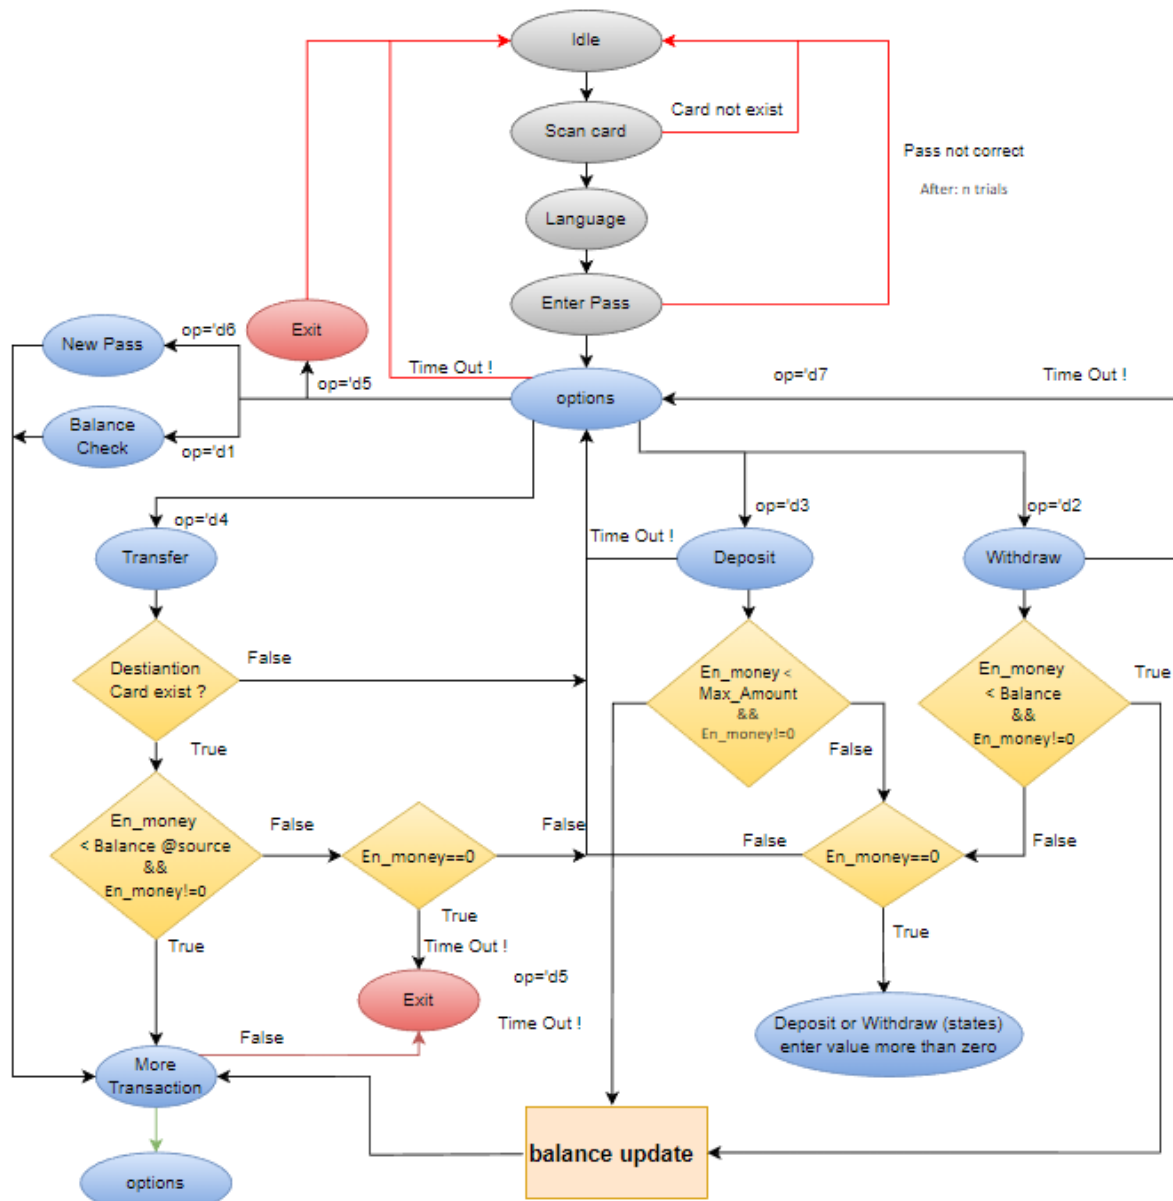 Idle
Card not exist
Scan card
Pass not correct
After: n trials
Language
Enter Pass
Exit
op='d6
New Pass
Time Out !
op='d5
op='d7
Time Out !
options
Balance
Check
op='d1
op='d4
op='d3
op='d2
Time Out !
Transfer
Deposit
Withdraw
Destiantion
Card exist ?
False
En_money <
Max_Amount
&&
En_money!=0
En_money
< Balance
&&
En_money!=0
True
True
False
En_money
< Balance @source
&&
En_money!=0
False
En_money==0
False
False
En_money==0
False
True
True
Time Out !
True
Exit
op='d5
Time Out !
Deposit or Withdraw (states)
enter value more than zero
False
More
Transaction
balance update
options